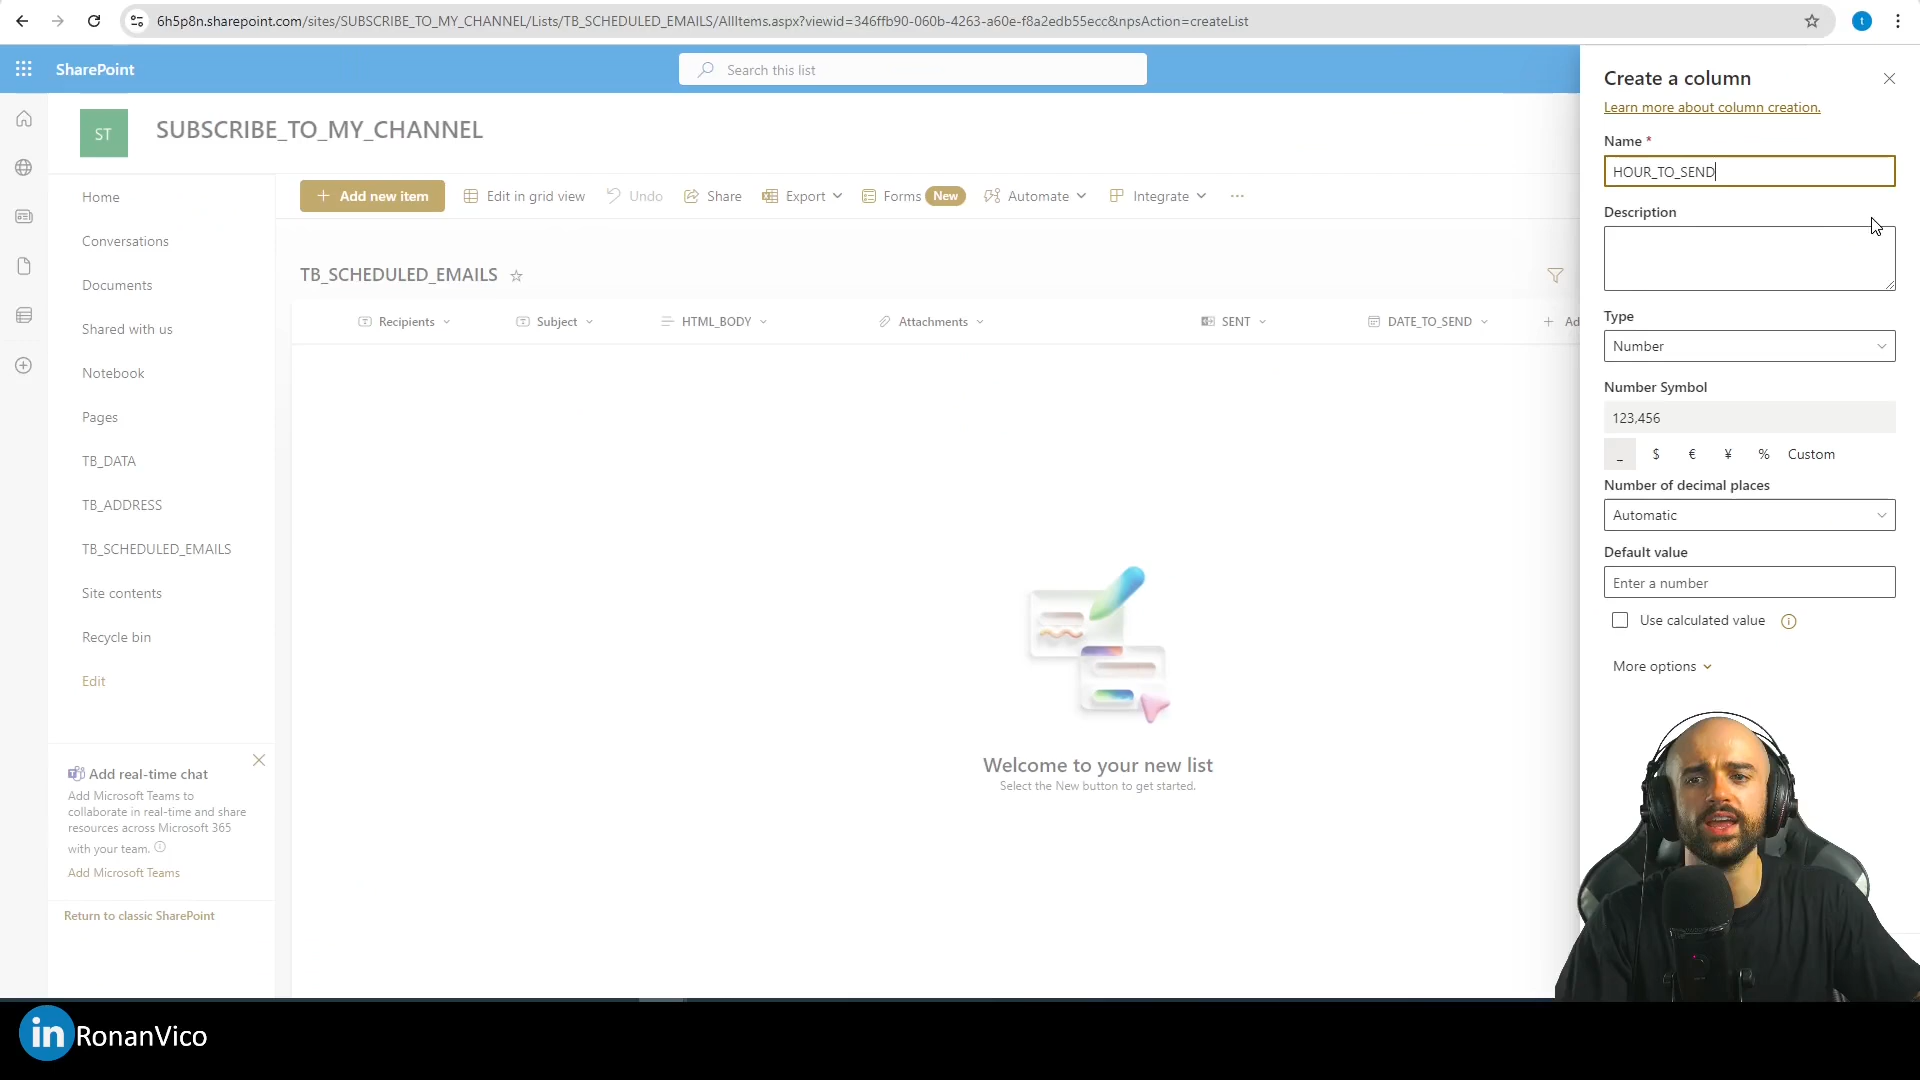 6h5p8n.sharepoint.com/sites/SUBSCRIBE_TO_MY_CHANNEL/Lists/TB_SCHEDULED_EMAILS/AllItems.aspx?viewid=346ffb90-060b-4263-a60e-f8a2edb55ecc&npsAction=createList
t
SharePoint
Search this list
ST
SUBSCRIBE_TO_MY_CHANNEL
Home
Conversations
Documents
Shared with us
Notebook
Pages
TB_DATA
TB_ADDRESS
TB_SCHEDULED_EMAILS
Site contents
Recycle bin
Edit
Add real-time chat
Add Microsoft Teams to
collaborate in real-time and share
resources across Microsoft 365
with your team.
Add Microsoft Teams
Return to classic SharePoint
+ Add new item Edit in grid view Undo Share Export Forms New Automate Integrate ...
TB_SCHEDULED_EMAILS
Recipients Subject HTML_BODY Attachments SENT DATE_TO_SEND + Ad
Welcome to your new list
Select the New button to get started.
Create a column
Learn more about column creation.
Name *
HOUR_TO_SEND
Description
Type
Number
Number Symbol
123,456
_ $ € ¥ % Custom
Number of decimal places
Automatic
Default value
Enter a number
Use calculated value
More options
in RonanVico